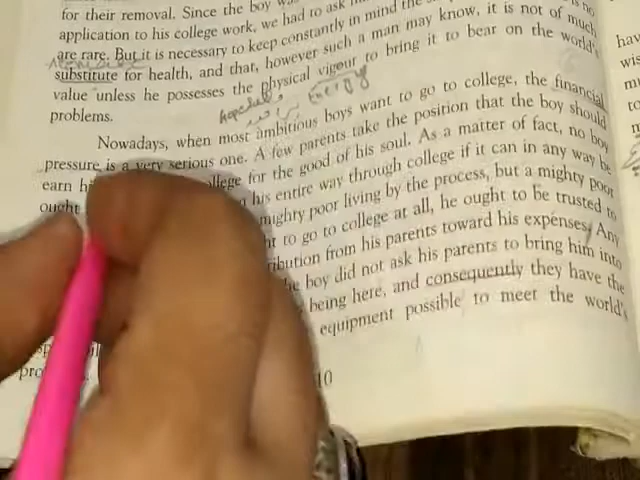 for their removal. Since the boy
application to his college work, we had to ask
are rare. But it is necessary to keep constantly in mind the
substitute for health, and that, however such a man may know, it is not of much
value unless he possesses the physical vigour to bring it to bear on the world's
problems.
energy
Nowadays, when most ambitious boys want to go to college, the financial
pressure is a very serious one. A few parents take the position that the boy should
earn college for the good of his soul. As a matter of fact, no boy
ought his entire way through college if it can in any way be
mighty poor living by the process, but a mighty poor
to go to college at all, he ought to be trusted to
from his parents toward his expenses. Any
boy did not ask his parents to bring him into
being here, and consequently they have the
equipment possible to meet the world's
10